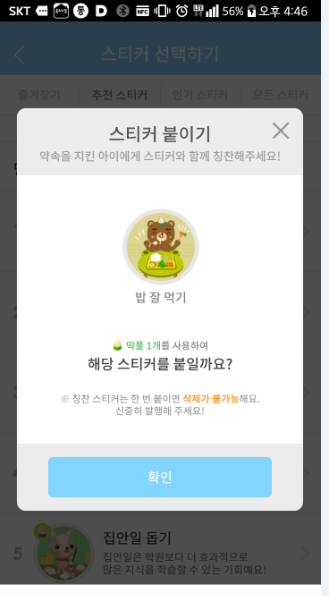 SKT 56% 오후 4:46
스티커 선택하기
즐겨찾기 추천 스티커 인기 스티커 모든 스티커
스티커 붙이기
약속을 지킨 아이에게 스티커와 함께 칭찬해주세요!
밥 잘 먹기
딱풀 1개를 사용하여
해당 스티커를 붙일까요?
※ 칭찬 스티커는 한 번 붙이면 삭제가 불가능해요.
신중히 발행해 주세요!
확인
5 집안일 돕기
집안일은 학원보다 더 효과적으로
많은 지식을 학습할 수 있는 기회예요!